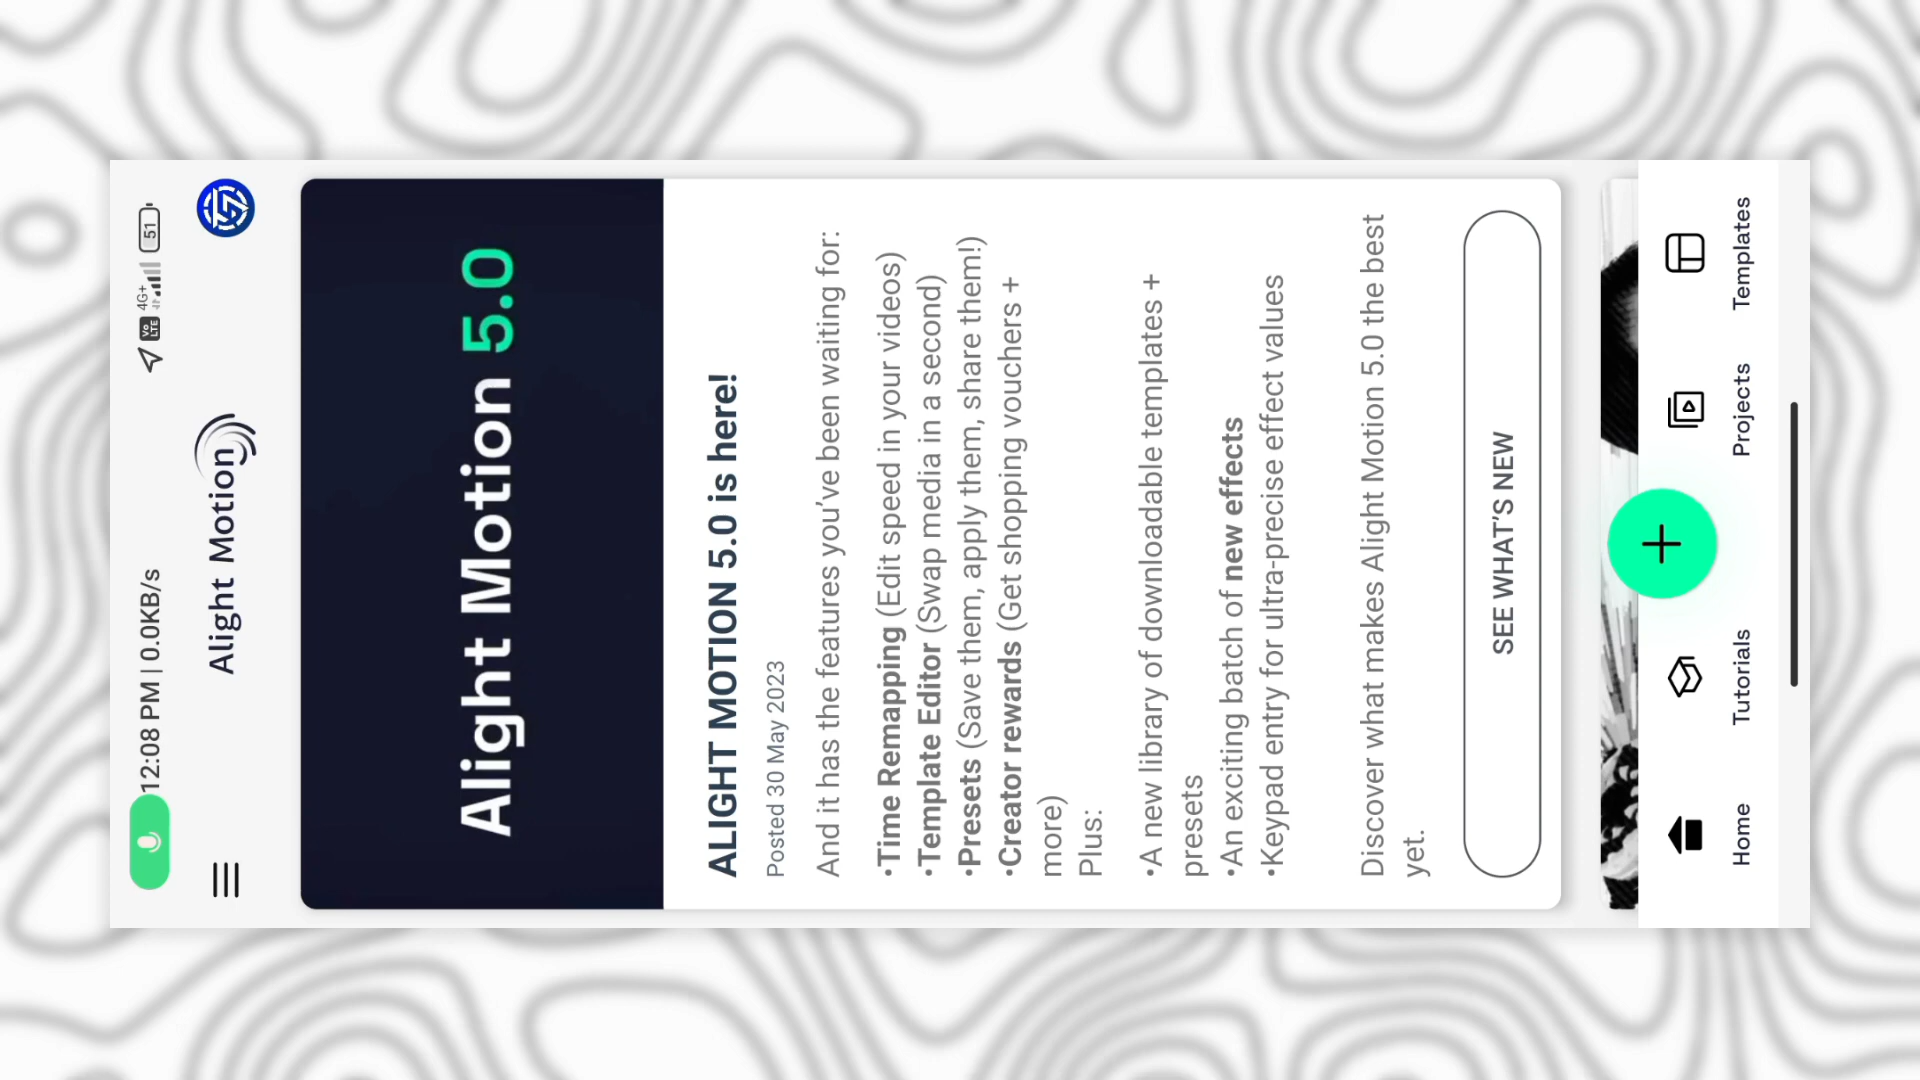 12:08 PM | 0.0KB/s
Vo LTE 4G+ 51
Alight Motion
Alight Motion 5.0
ALIGHT MOTION 5.0 is here!
Posted 30 May 2023
And it has the features you've been waiting for:
•Time Remapping (Edit speed in your videos)
•Template Editor (Swap media in a second)
•Presets (Save them, apply them, share them!)
•Creator rewards (Get shopping vouchers +
more)
Plus:
•A new library of downloadable templates +
presets
•An exciting batch of new effects
•Keypad entry for ultra-precise effect values
Discover what makes Alight Motion 5.0 the best
yet.
SEE WHAT'S NEW
Home
Tutorials
Projects
Templates